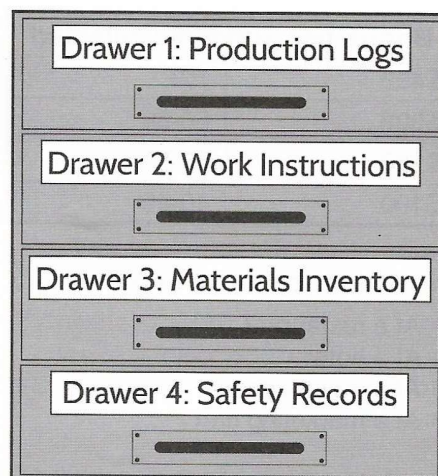 Drawer 1: Production Logs
Drawer 2: Work Instructions
Drawer 3: Materials Inventory
Drawer 4: Safety Records